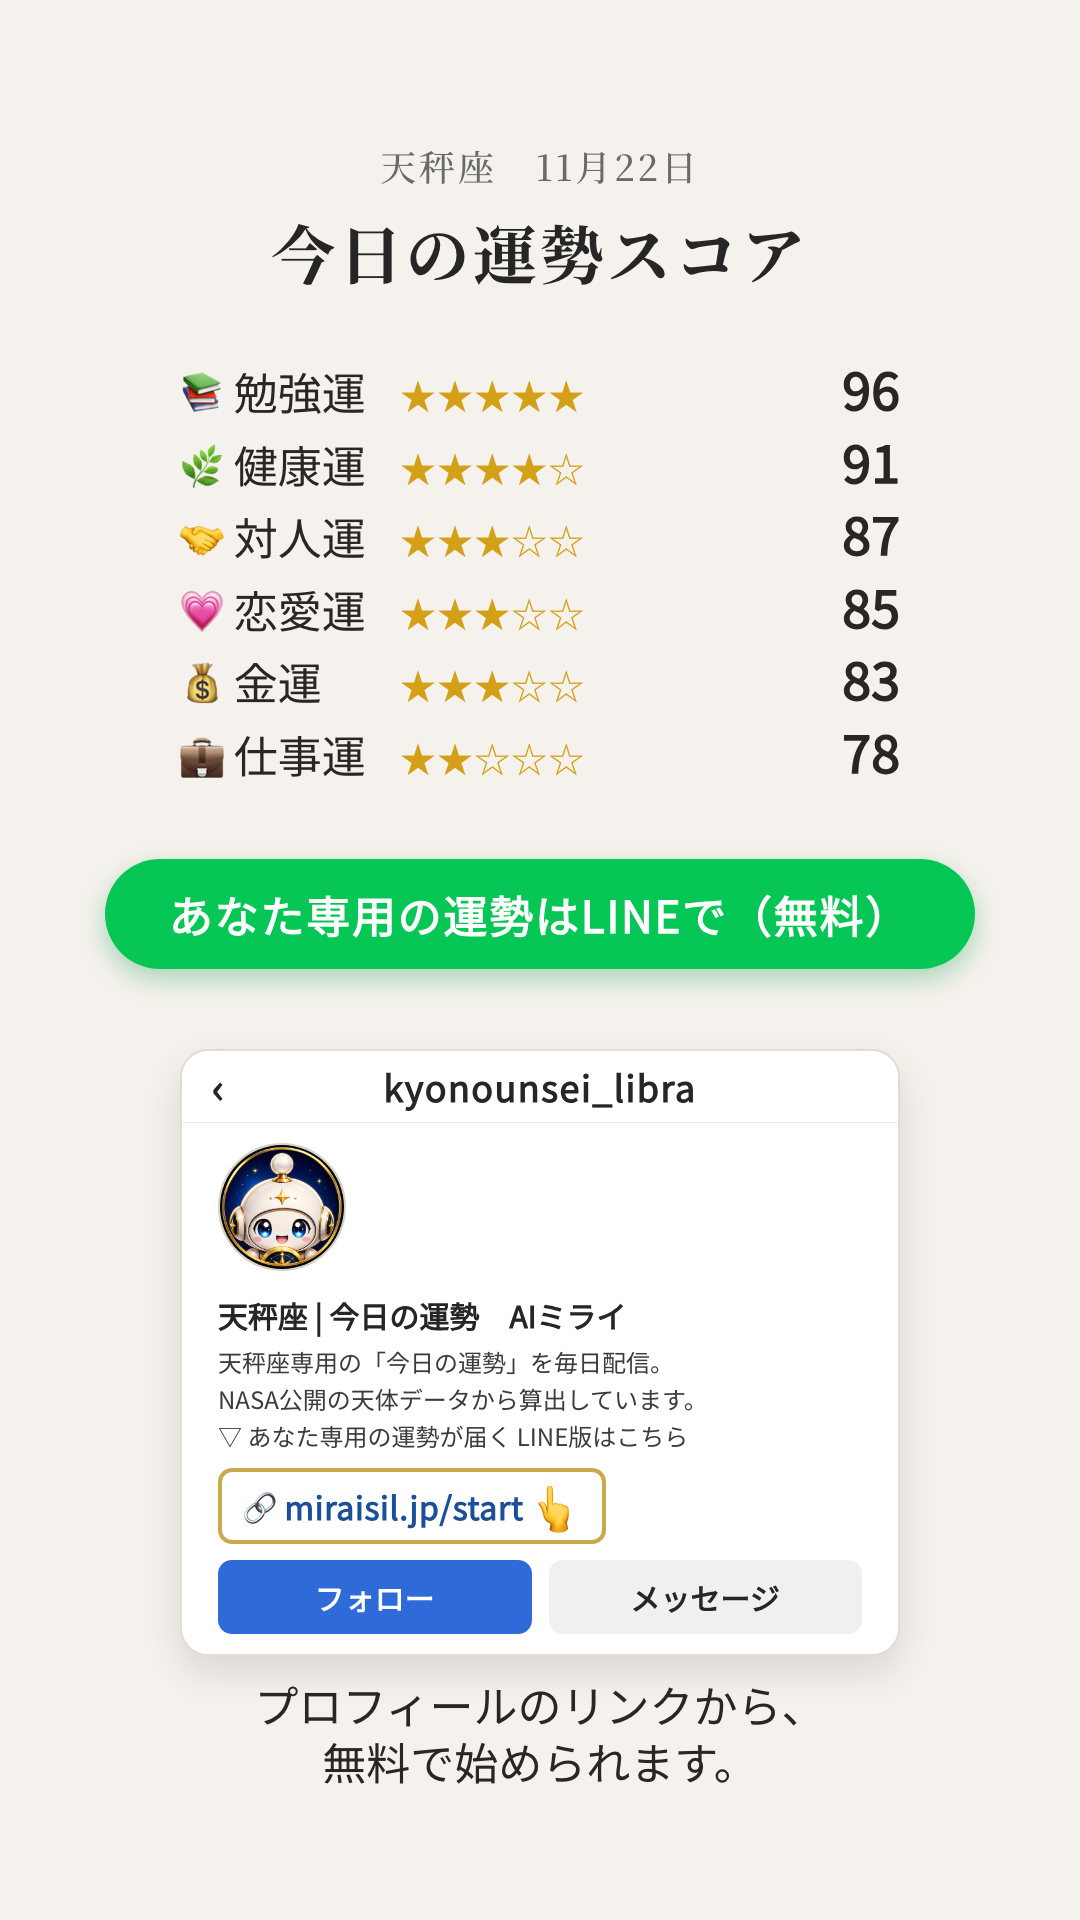 天秤座　11月22日
今日の運勢スコア
📚 勉強運 ★★★★★ 96
🌿 健康運 ★★★★☆ 91
🤝 対人運 ★★★☆☆ 87
💗 恋愛運 ★★★☆☆ 85
💰 金運 ★★★☆☆ 83
💼 仕事運 ★★☆☆☆ 78
あなた専用の運勢はLINEで（無料）
‹ kyonounsei_libra
天秤座 | 今日の運勢　AIミライ
天秤座専用の「今日の運勢」を毎日配信。
NASA公開の天体データから算出しています。
▽ あなた専用の運勢が届く LINE版はこちら
🔗 miraisil.jp/start 👆
フォロー メッセージ
プロフィールのリンクから、
無料で始められます。